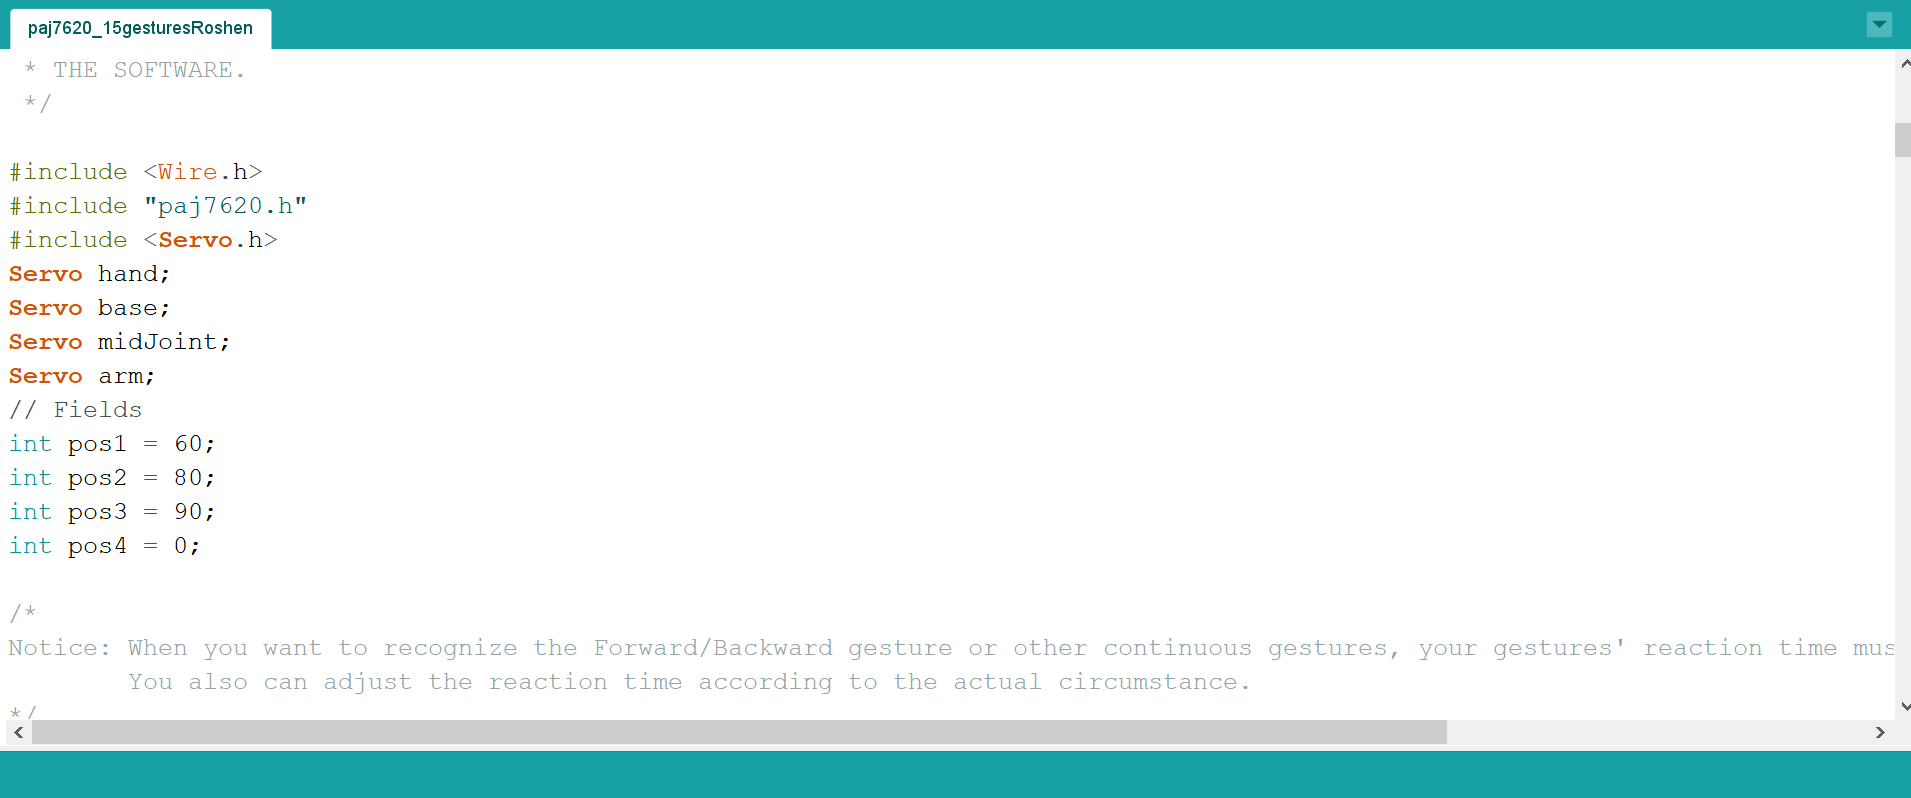 paj7620_15gesturesRoshen
* THE SOFTWARE.
*/
#include <Wire.h>
#include "paj7620.h"
#include <Servo.h>
Servo hand;
Servo base;
Servo midJoint;
Servo arm;
// Fields
int pos1 = 60;
int pos2 = 80;
int pos3 = 90;
int pos4 = 0;
/*
Notice: When you want to recognize the Forward/Backward gesture or other continuous gestures, your gestures' reaction time mus
You also can adjust the reaction time according to the actual circumstance.
*/